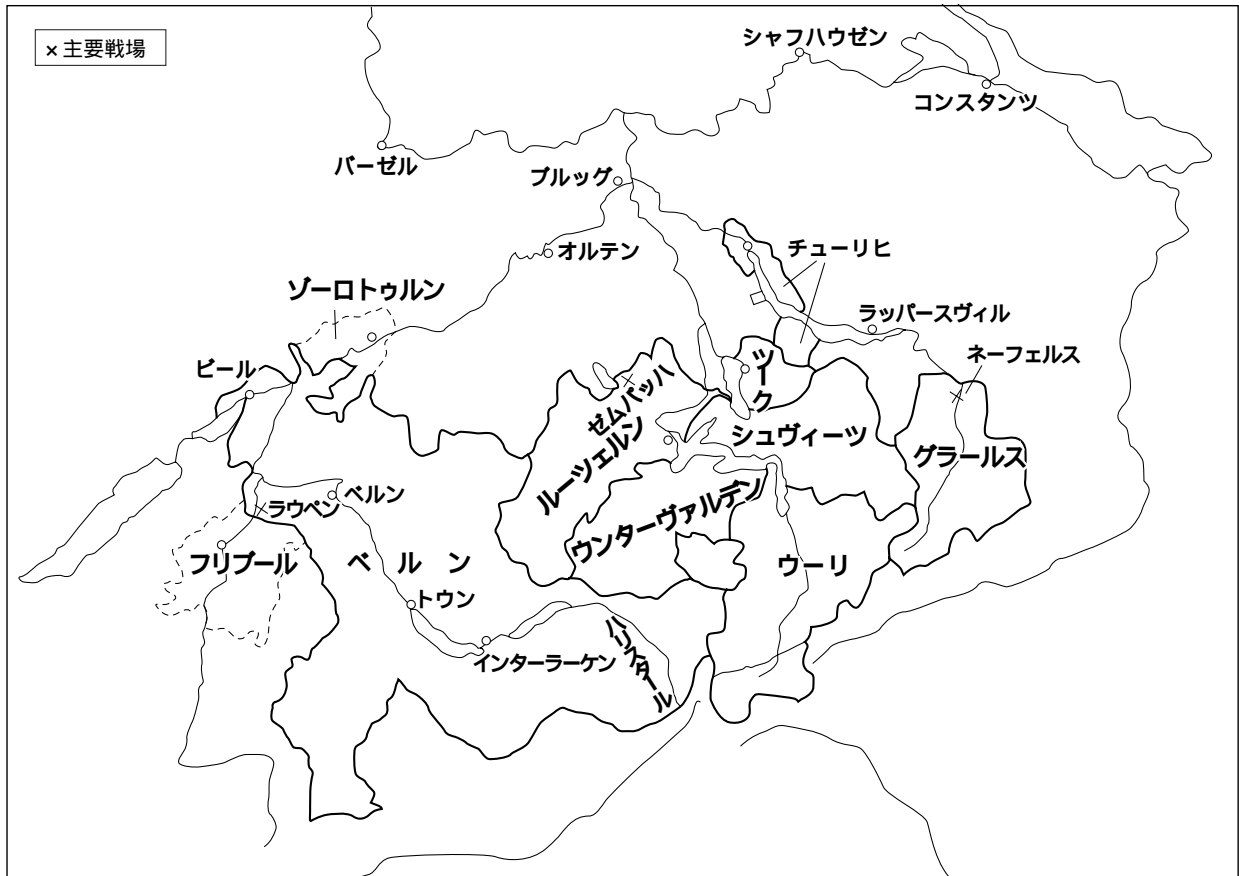 ×主要戦場
シャフハウゼン
コンスタンツ
バーゼル
ブルッグ
オルテン
チューリヒ
ゾーロトゥルン
ラッパースヴィル
ネーフェルス
ビール
ツーク
ゼムパッハ
ルーツェルン
シュヴィーツ
グラールス
ベルン
ラウペン
ウンターヴァルデン
フリブール
ベルン
ウーリ
トウン
インターラーケン
ハリスタール